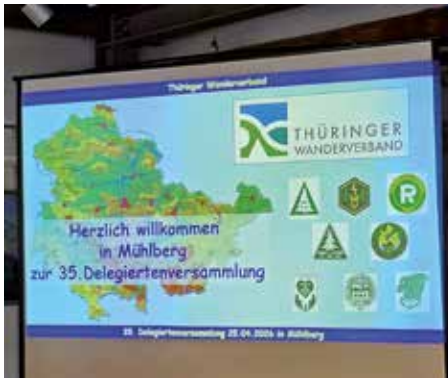 Thüringer Wanderverband
THÜRINGER
WANDERVERBAND
R
Herzlich willkommen
in Mühlberg
zur 35. Delegiertenversammlung
35. Delegiertenversammlung 25.04.2026 in Mühlberg